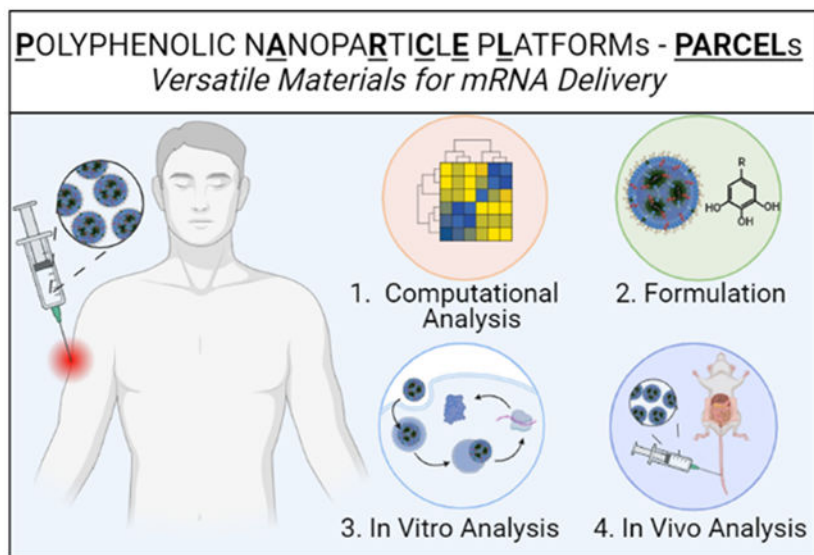 POLYPHENOLIC NANOPARTICLE PLATFORMs - PARCELs
Versatile Materials for mRNA Delivery
R
HO
OH
OH
1. Computational
Analysis
2. Formulation
3. In Vitro Analysis
4. In Vivo Analysis